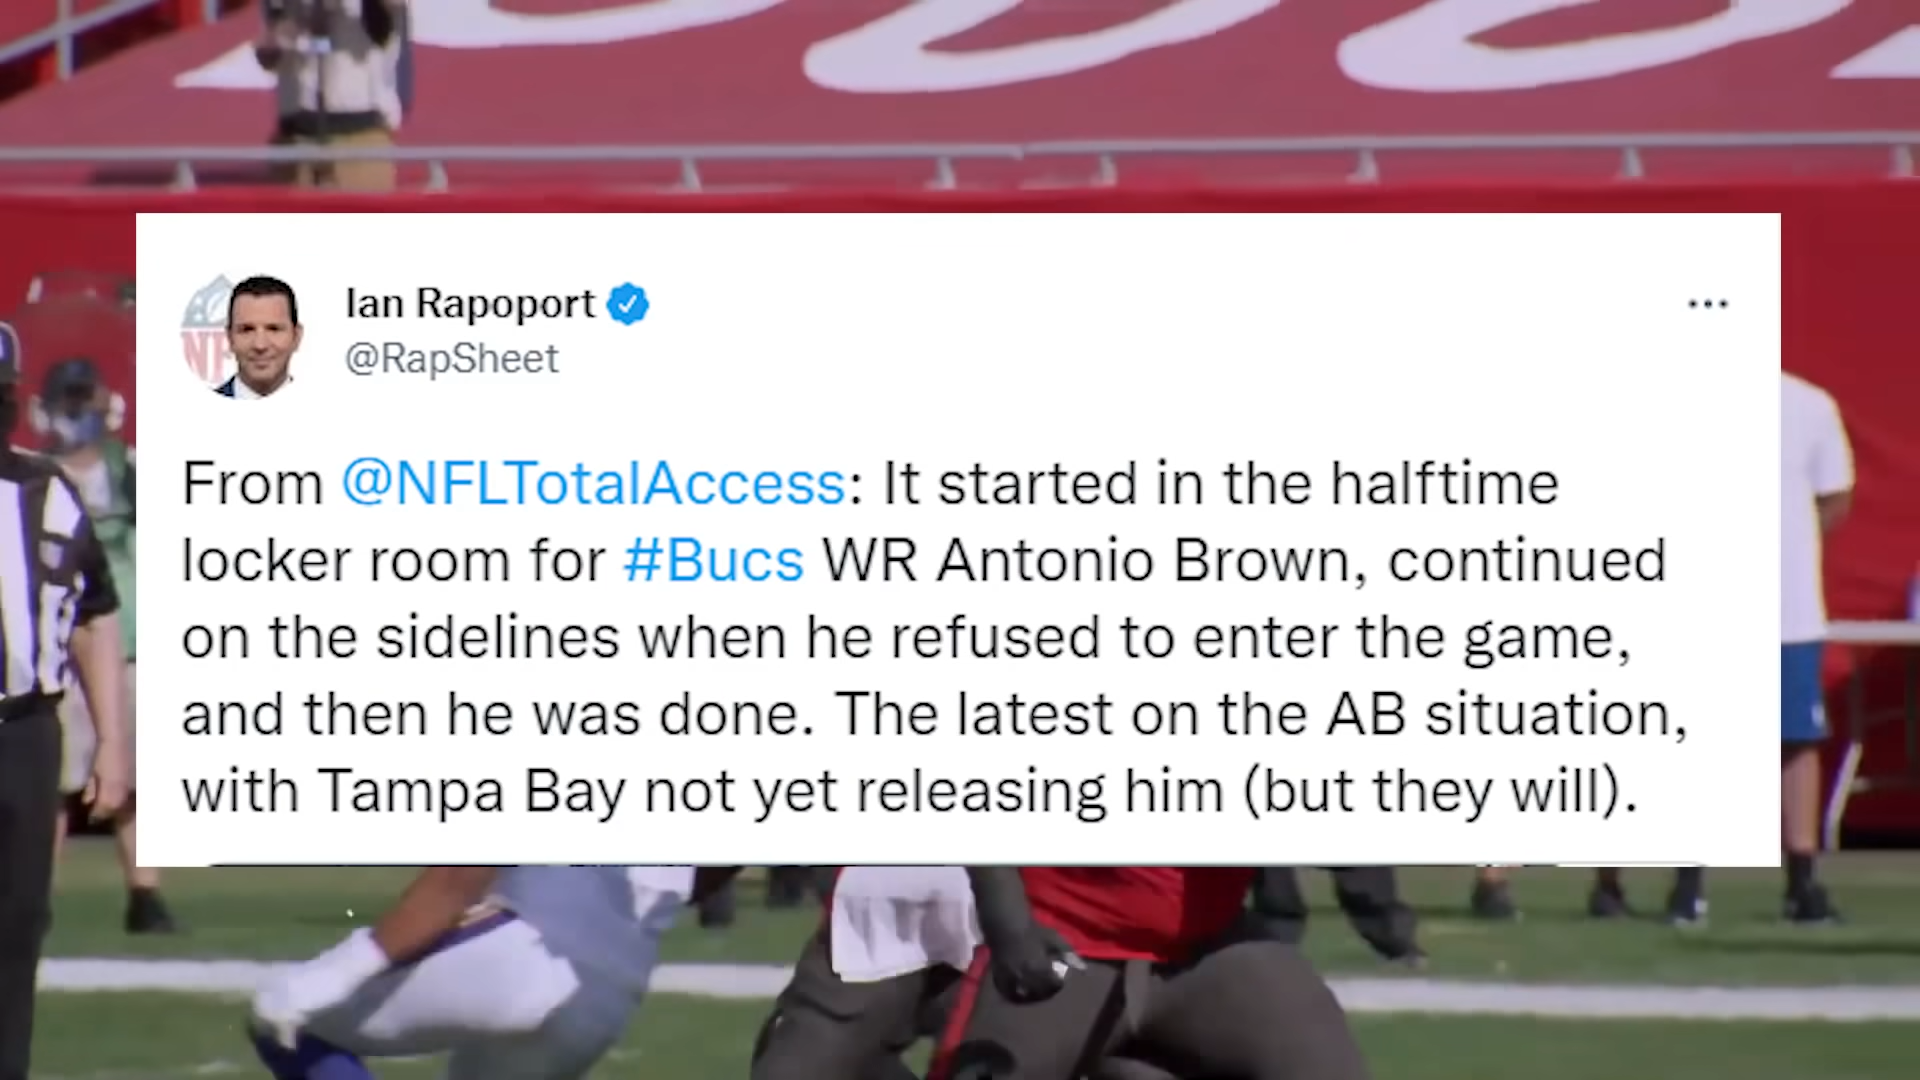 Ian Rapoport
@RapSheet
From @NFLTotalAccess: It started in the halftime
locker room for #Bucs WR Antonio Brown, continued
on the sidelines when he refused to enter the game,
and then he was done. The latest on the AB situation,
with Tampa Bay not yet releasing him (but they will).